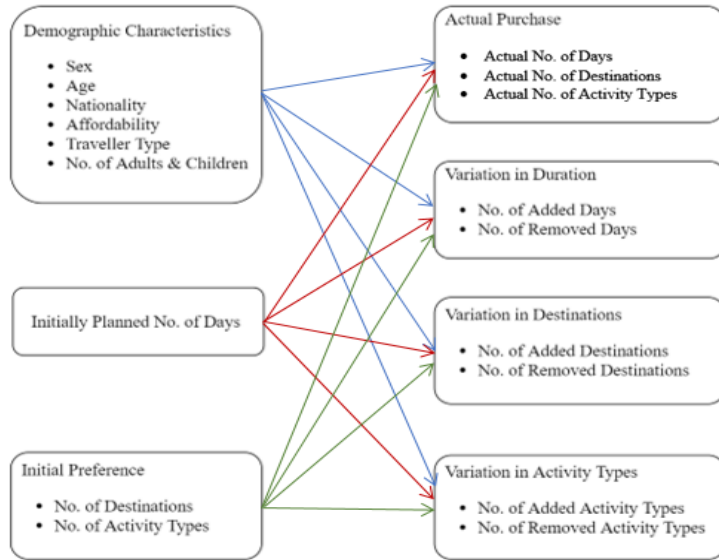 Demographic Characteristics
• Sex
• Age
• Nationality
• Affordability
• Traveller Type
• No. of Adults & Children
Initially Planned No. of Days
Initial Preference
• No. of Destinations
• No. of Activity Types
Actual Purchase
• Actual No. of Days
• Actual No. of Destinations
• Actual No. of Activity Types
Variation in Duration
• No. of Added Days
• No. of Removed Days
Variation in Destinations
• No. of Added Destinations
• No. of Removed Destinations
Variation in Activity Types
• No. of Added Activity Types
• No. of Removed Activity Types